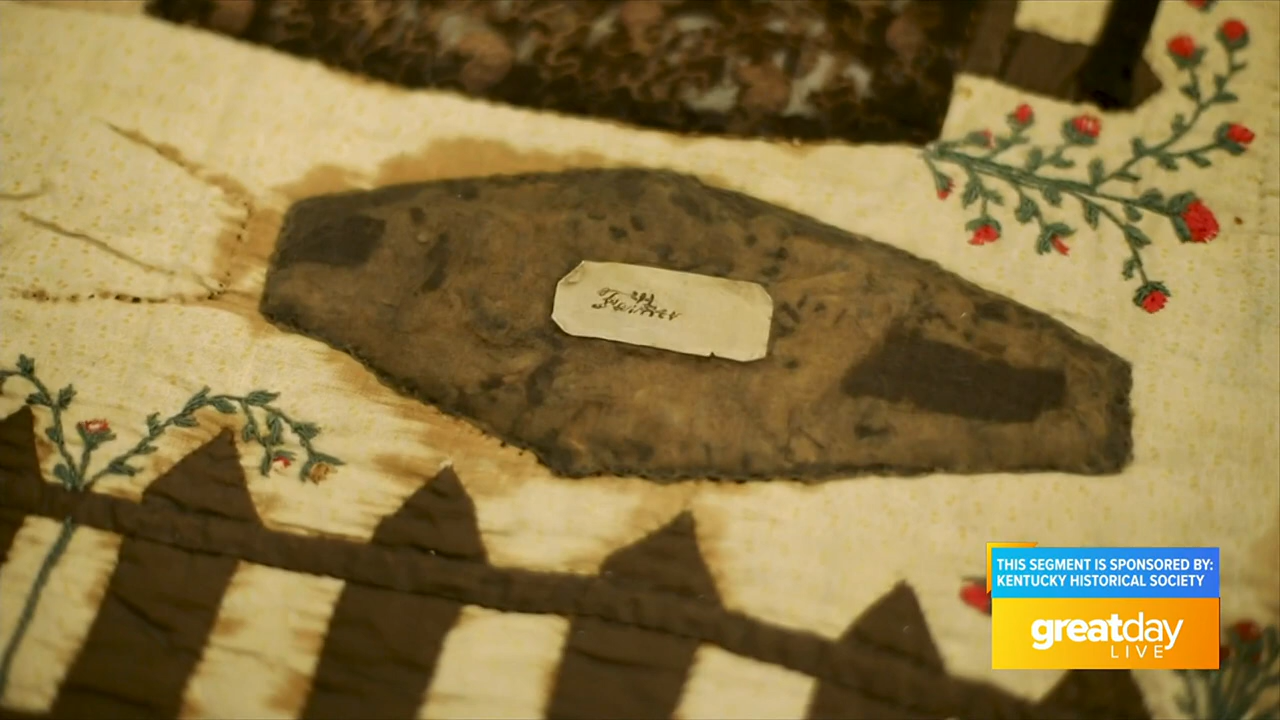 THIS SEGMENT IS SPONSORED BY:
KENTUCKY HISTORICAL SOCIETY
greatday
LIVE